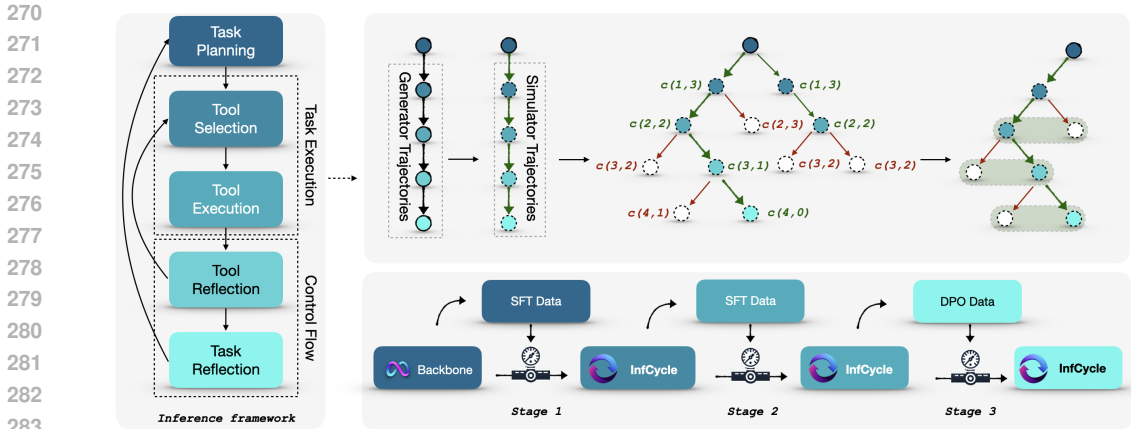 270
271
272
273
274
275
276
277
278
279
280
281
282
283
Task
Planning
Tool
Selection
Tool
Execution
Task Execution
Tool
Reflection
Task
Reflection
Control Flow
Inference framework
Generator Trajectories
Simulator Trajectories
c(1,3)
c(1,3)
c(2,2)
c(2,3)
c(2,2)
c(3,2)
c(3,1)
c(3,2)
c(3,2)
c(4,1)
c(4,0)
SFT Data
SFT Data
DPO Data
Backbone
InfCycle
InfCycle
InfCycle
Stage 1
Stage 2
Stage 3